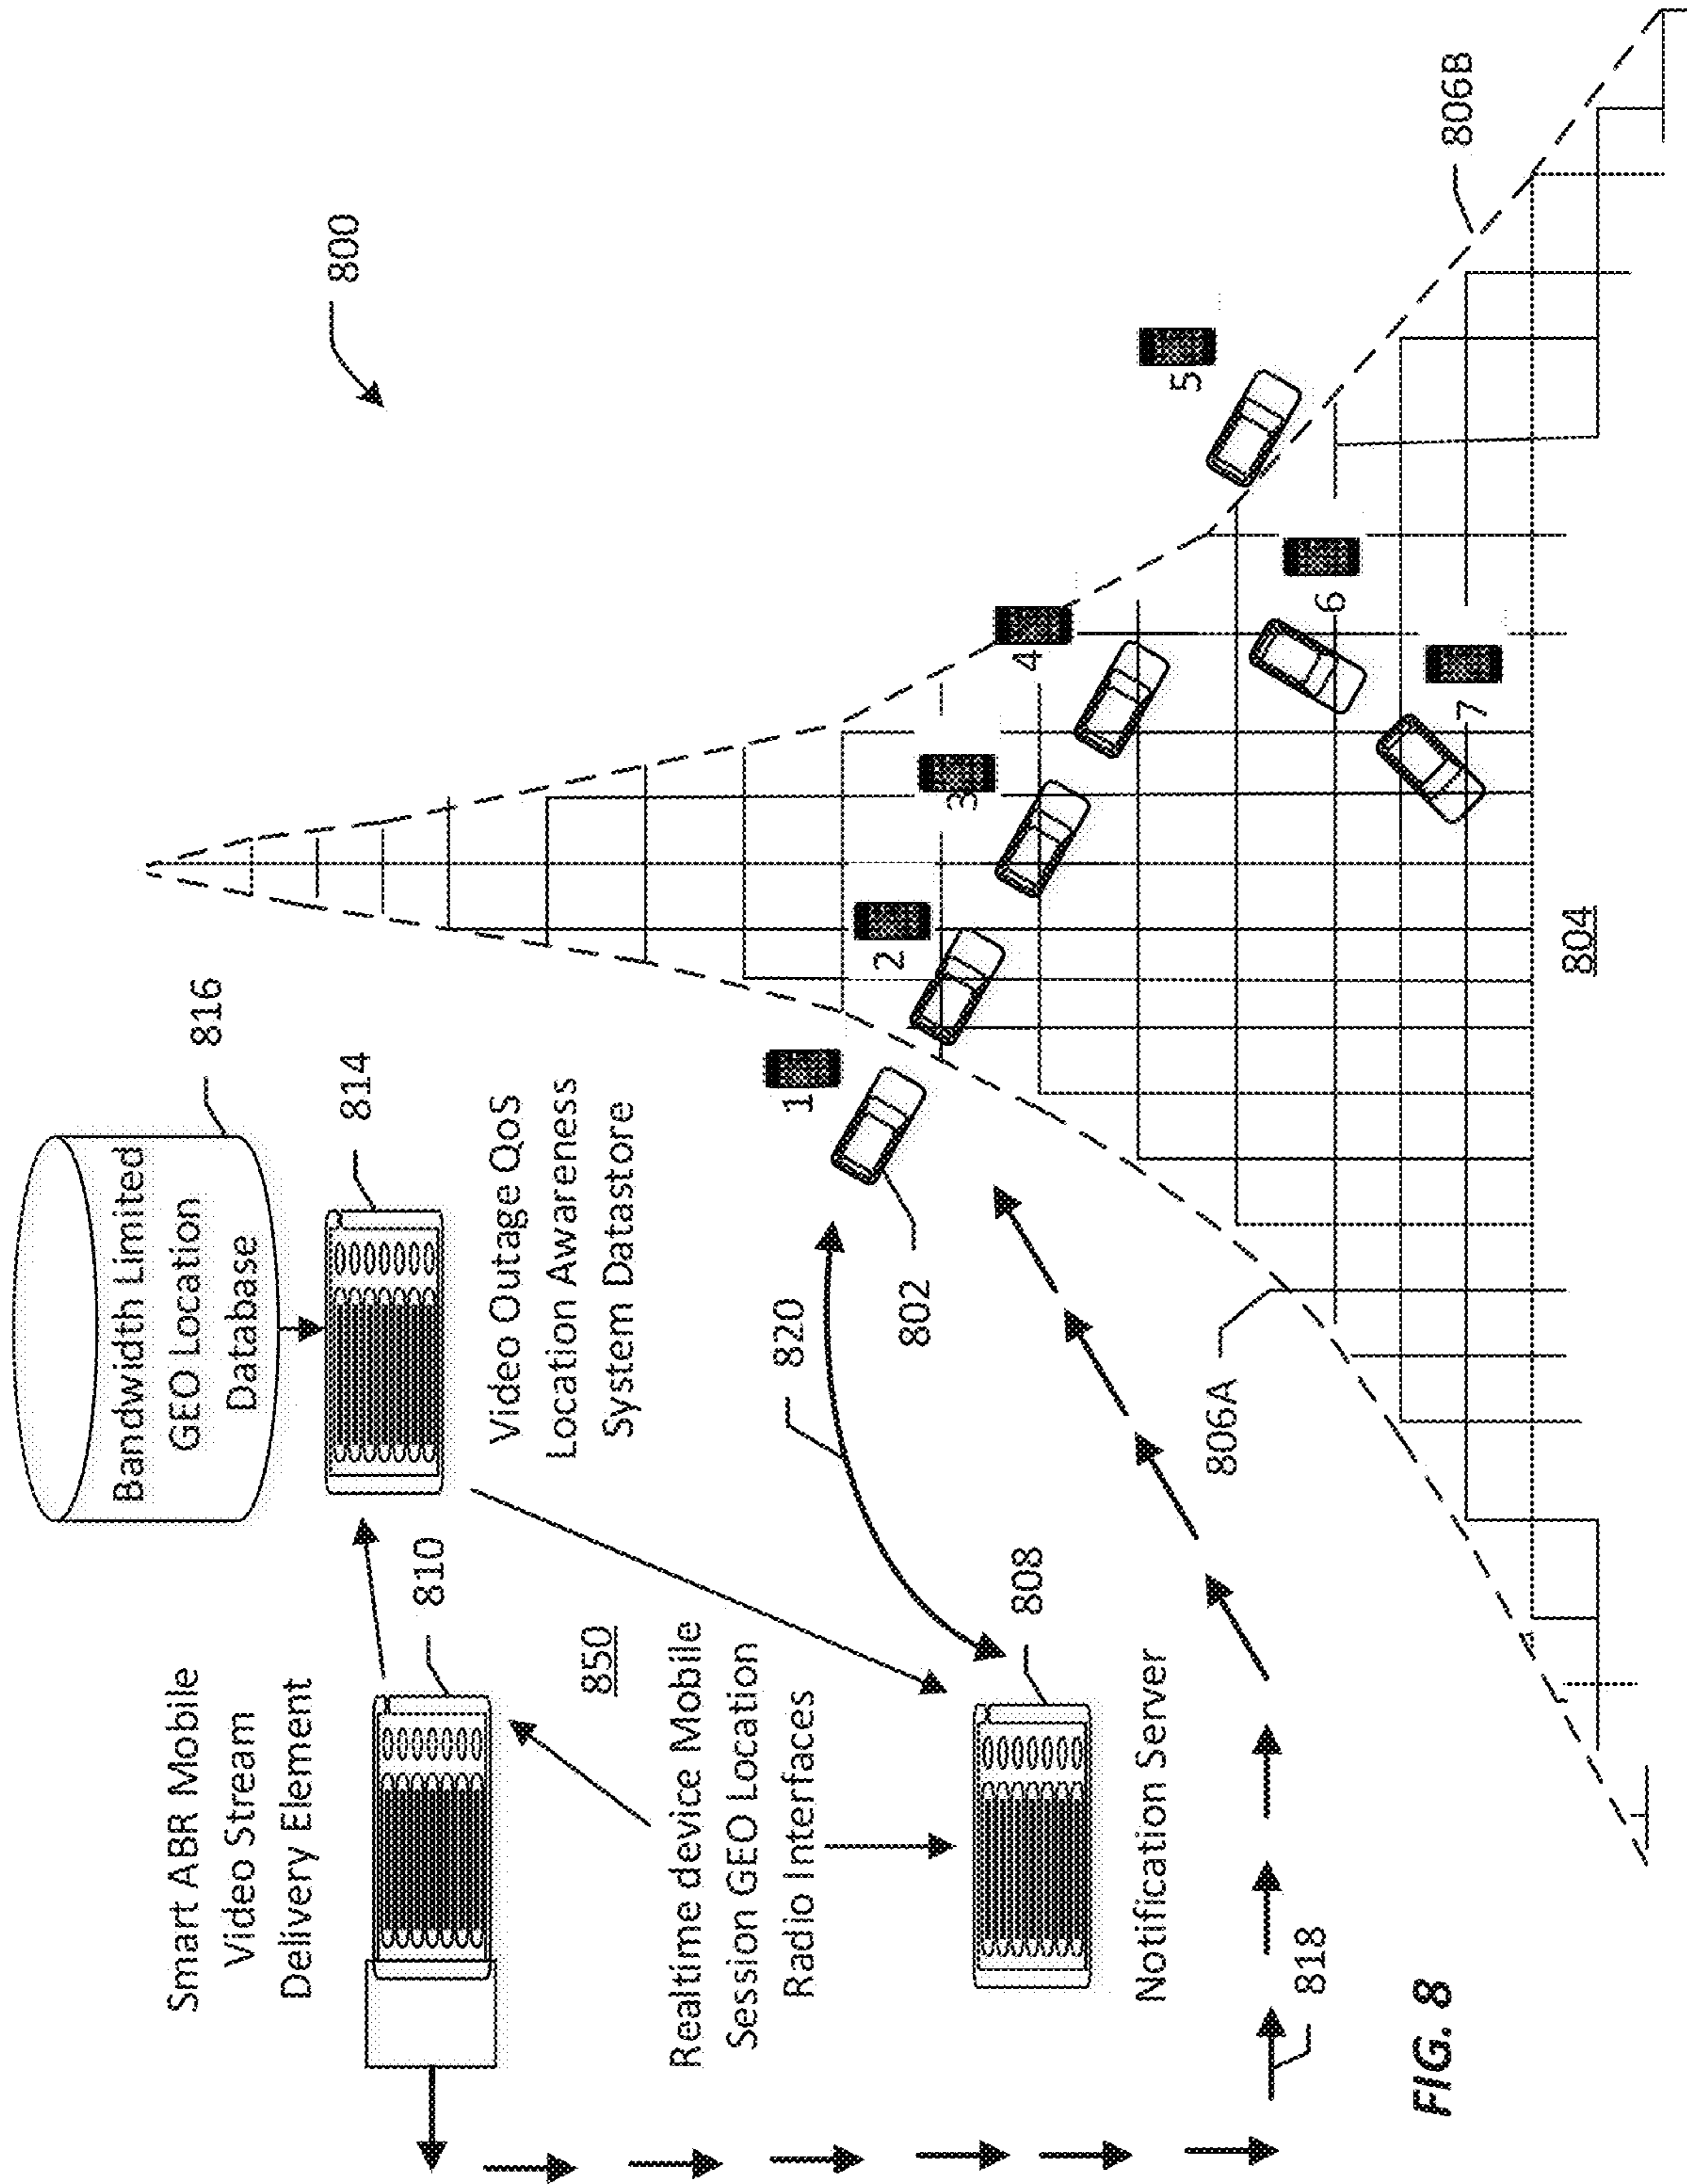 800
Bandwidth Limited
GEO Location
Database
816
814
Video Outage QoS
Location Awareness
System Datastore
Smart ABR Mobile
Video Stream
Delivery Element
810
850
Realtime device Mobile
Session GEO Location
Radio Interfaces
808
Notification Server
820
802
818
806A
806B
804
1
2
3
4
5
6
7
FIG. 8